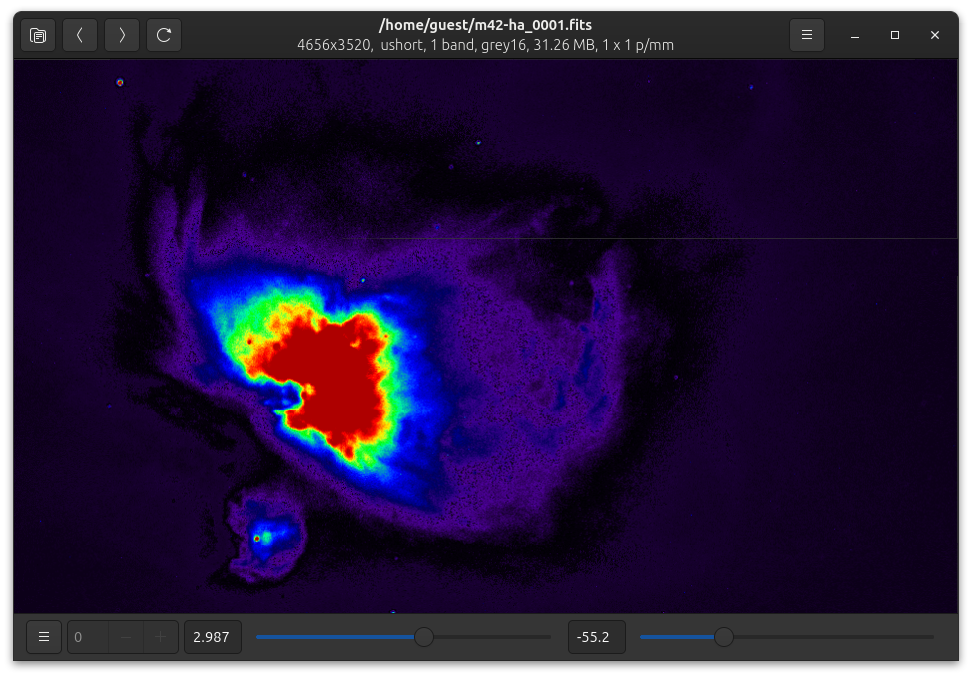 /home/guest/m42-ha_0001.fits
4656x3520, ushort, 1 band, grey16, 31.26 MB, 1 x 1 p/mm
0
2.987
-55.2